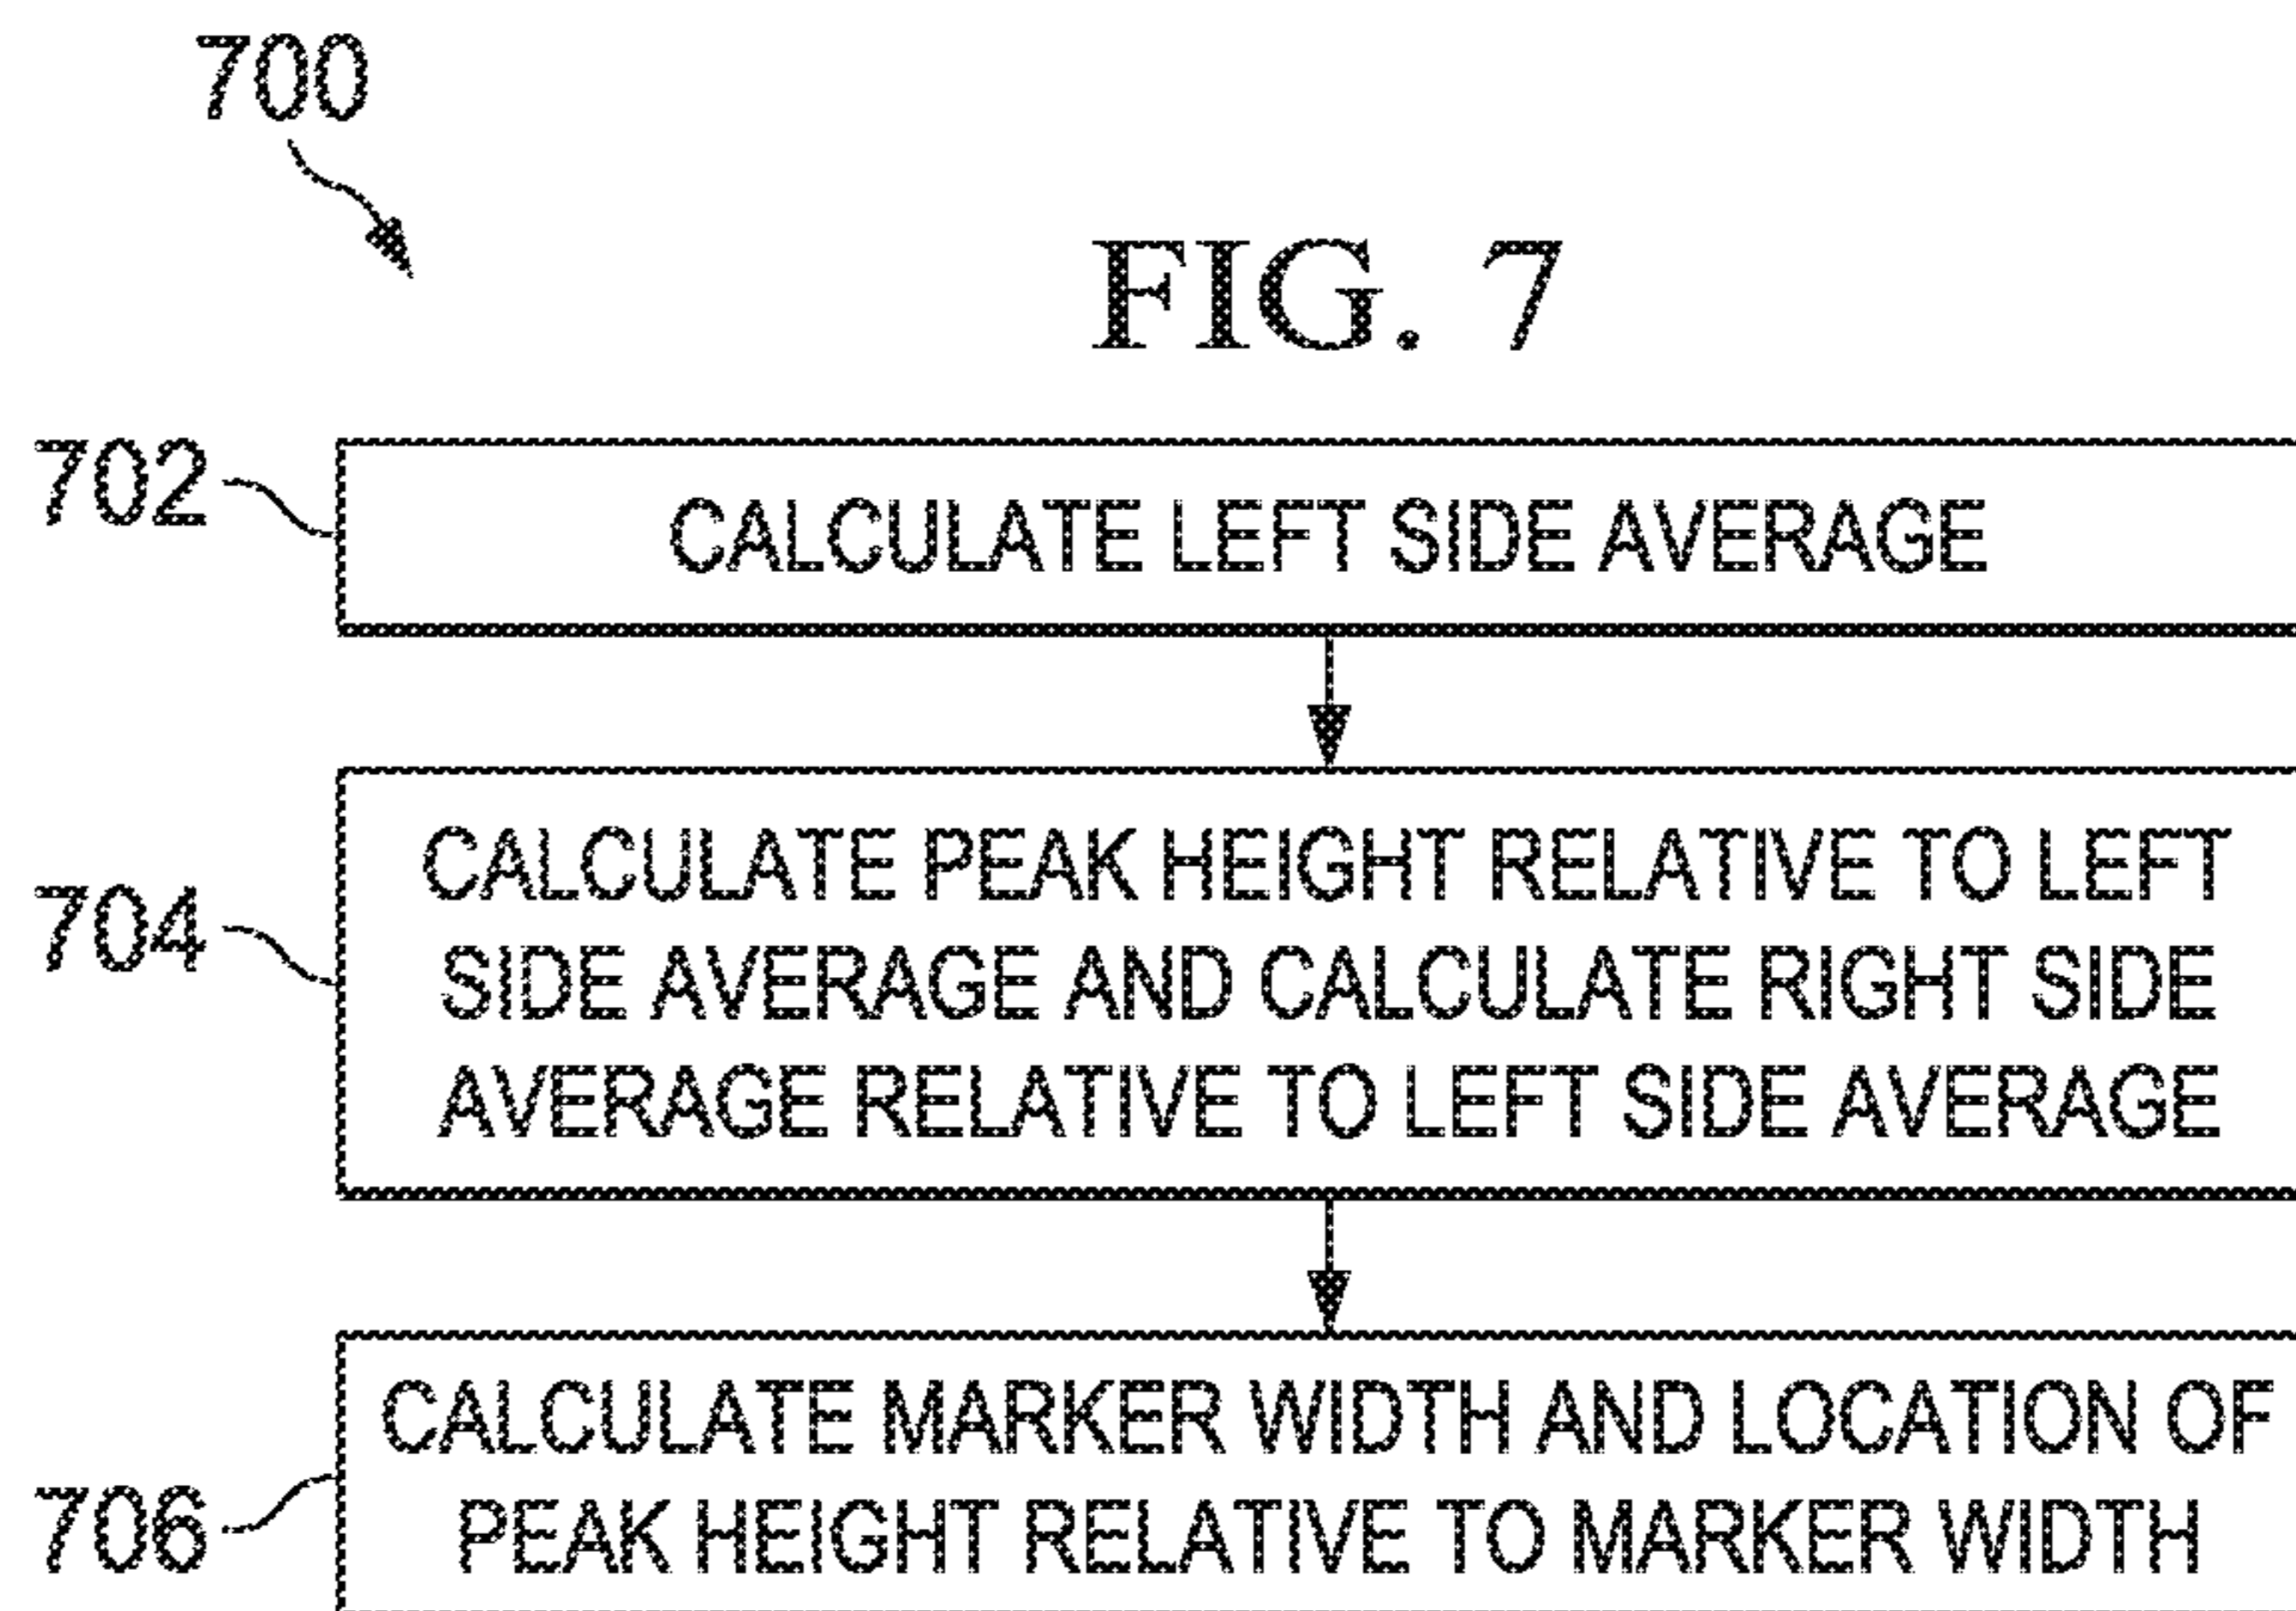 700
FIG. 7
702
CALCULATE LEFT SIDE AVERAGE
704
CALCULATE PEAK HEIGHT RELATIVE TO LEFT
SIDE AVERAGE AND CALCULATE RIGHT SIDE
AVERAGE RELATIVE TO LEFT SIDE AVERAGE
706
CALCULATE MARKER WIDTH AND LOCATION OF
PEAK HEIGHT RELATIVE TO MARKER WIDTH